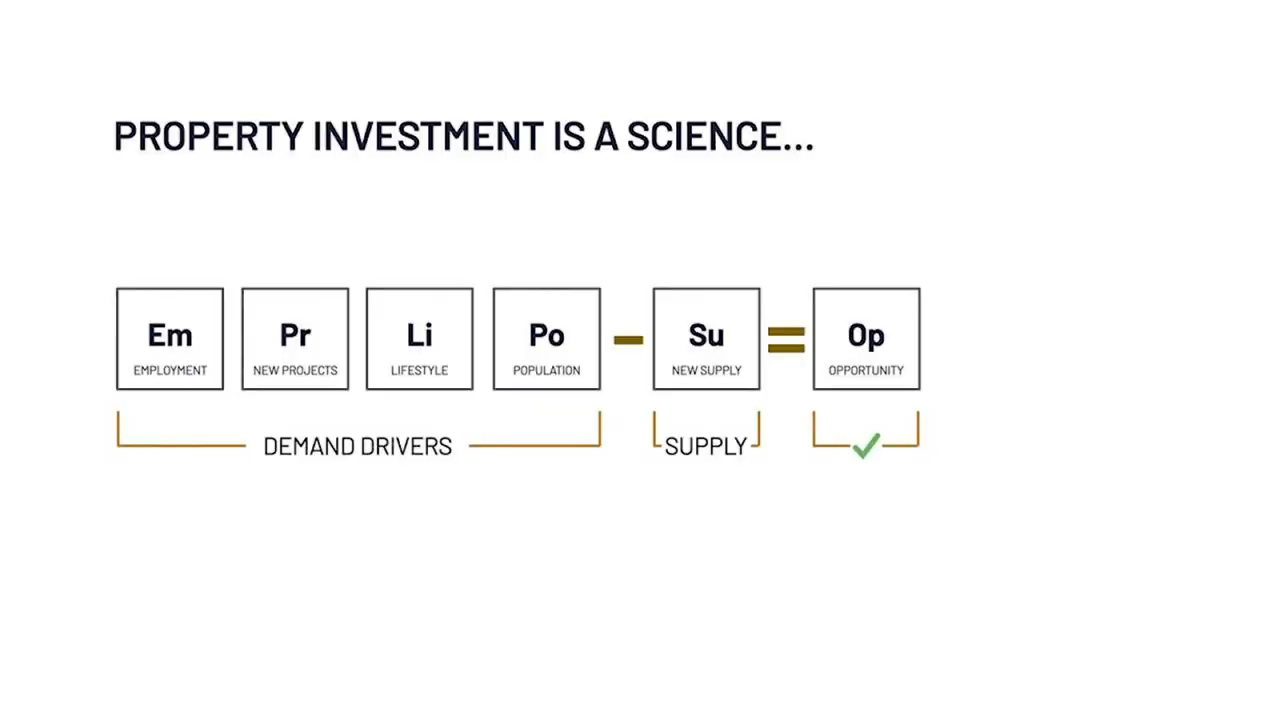 PROPERTY INVESTMENT IS A SCIENCE...
Em Pr Li Po – Su = Op
EMPLOYMENT NEW PROJECTS LIFESTYLE POPULATION NEW SUPPLY OPPORTUNITY
DEMAND DRIVERS SUPPLY